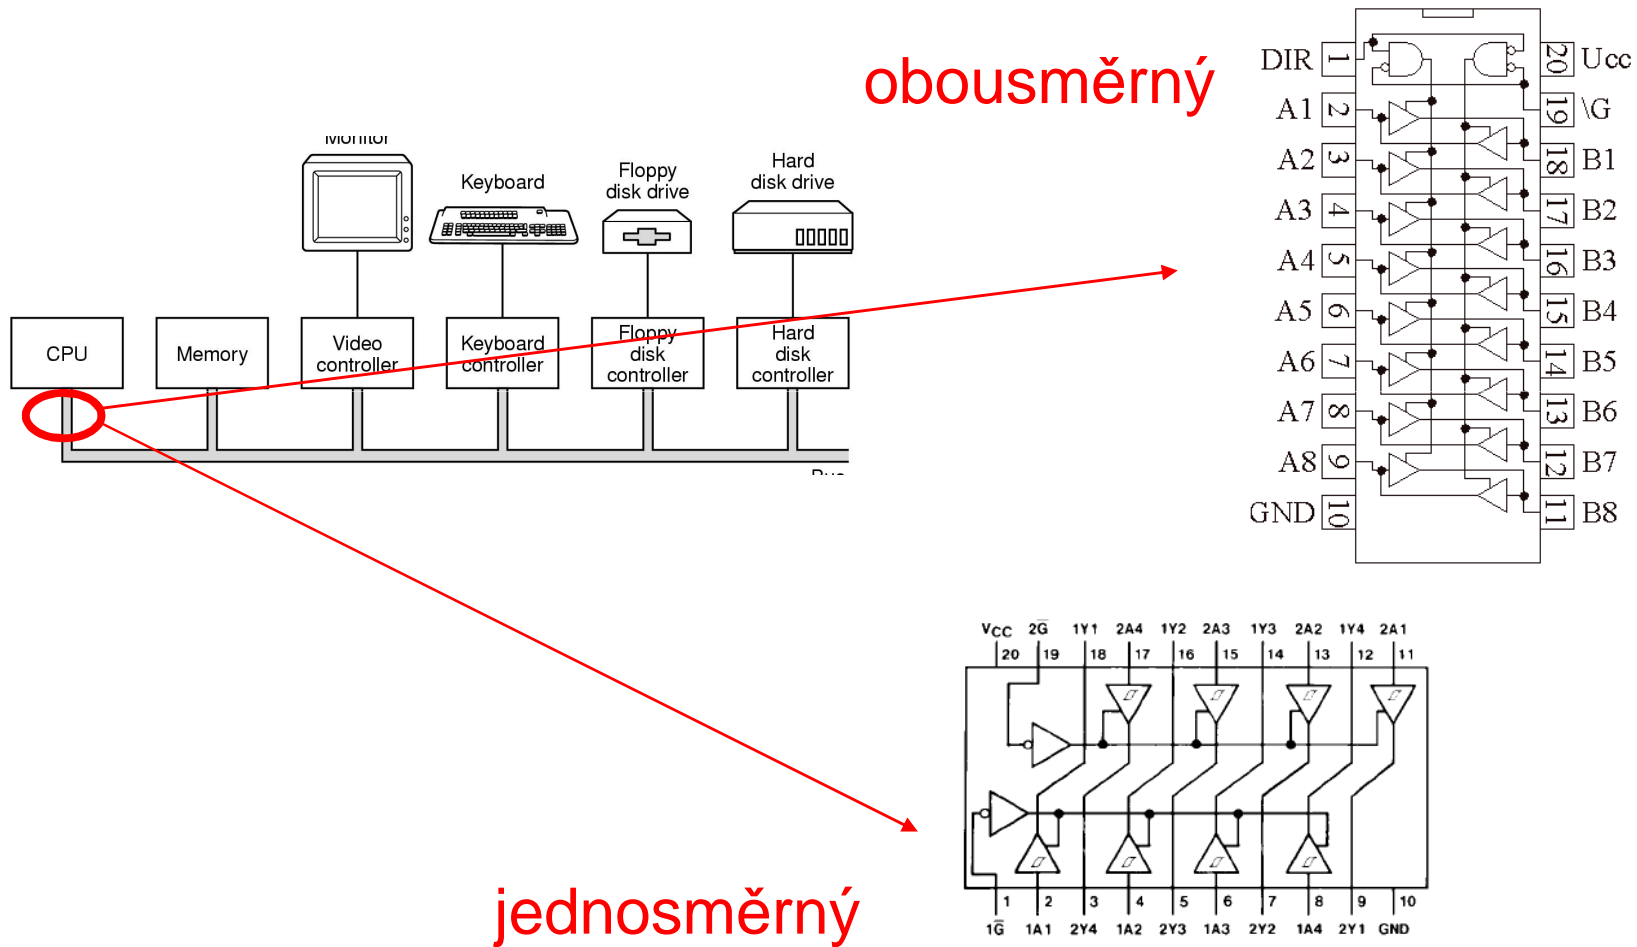 obousměrný
Monitor
Keyboard
Floppy
disk drive
Hard
disk drive
CPU
Memory
Video
controller
Keyboard
controller
Floppy
disk
controller
Hard
disk
controller
Bus
DIR 1 20 Ucc
A1 2 19 \G
A2 3 18 B1
A3 4 17 B2
A4 5 16 B3
A5 6 15 B4
A6 7 14 B5
A7 8 13 B6
A8 9 12 B7
GND 10 11 B8
VCC 2G̅ 1Y1 2A4 1Y2 2A3 1Y3 2A2 1Y4 2A1
20 19 18 17 16 15 14 13 12 11
1 2 3 4 5 6 7 8 9 10
1G̅ 1A1 2Y4 1A2 2Y3 1A3 2Y2 1A4 2Y1 GND
jednosměrný